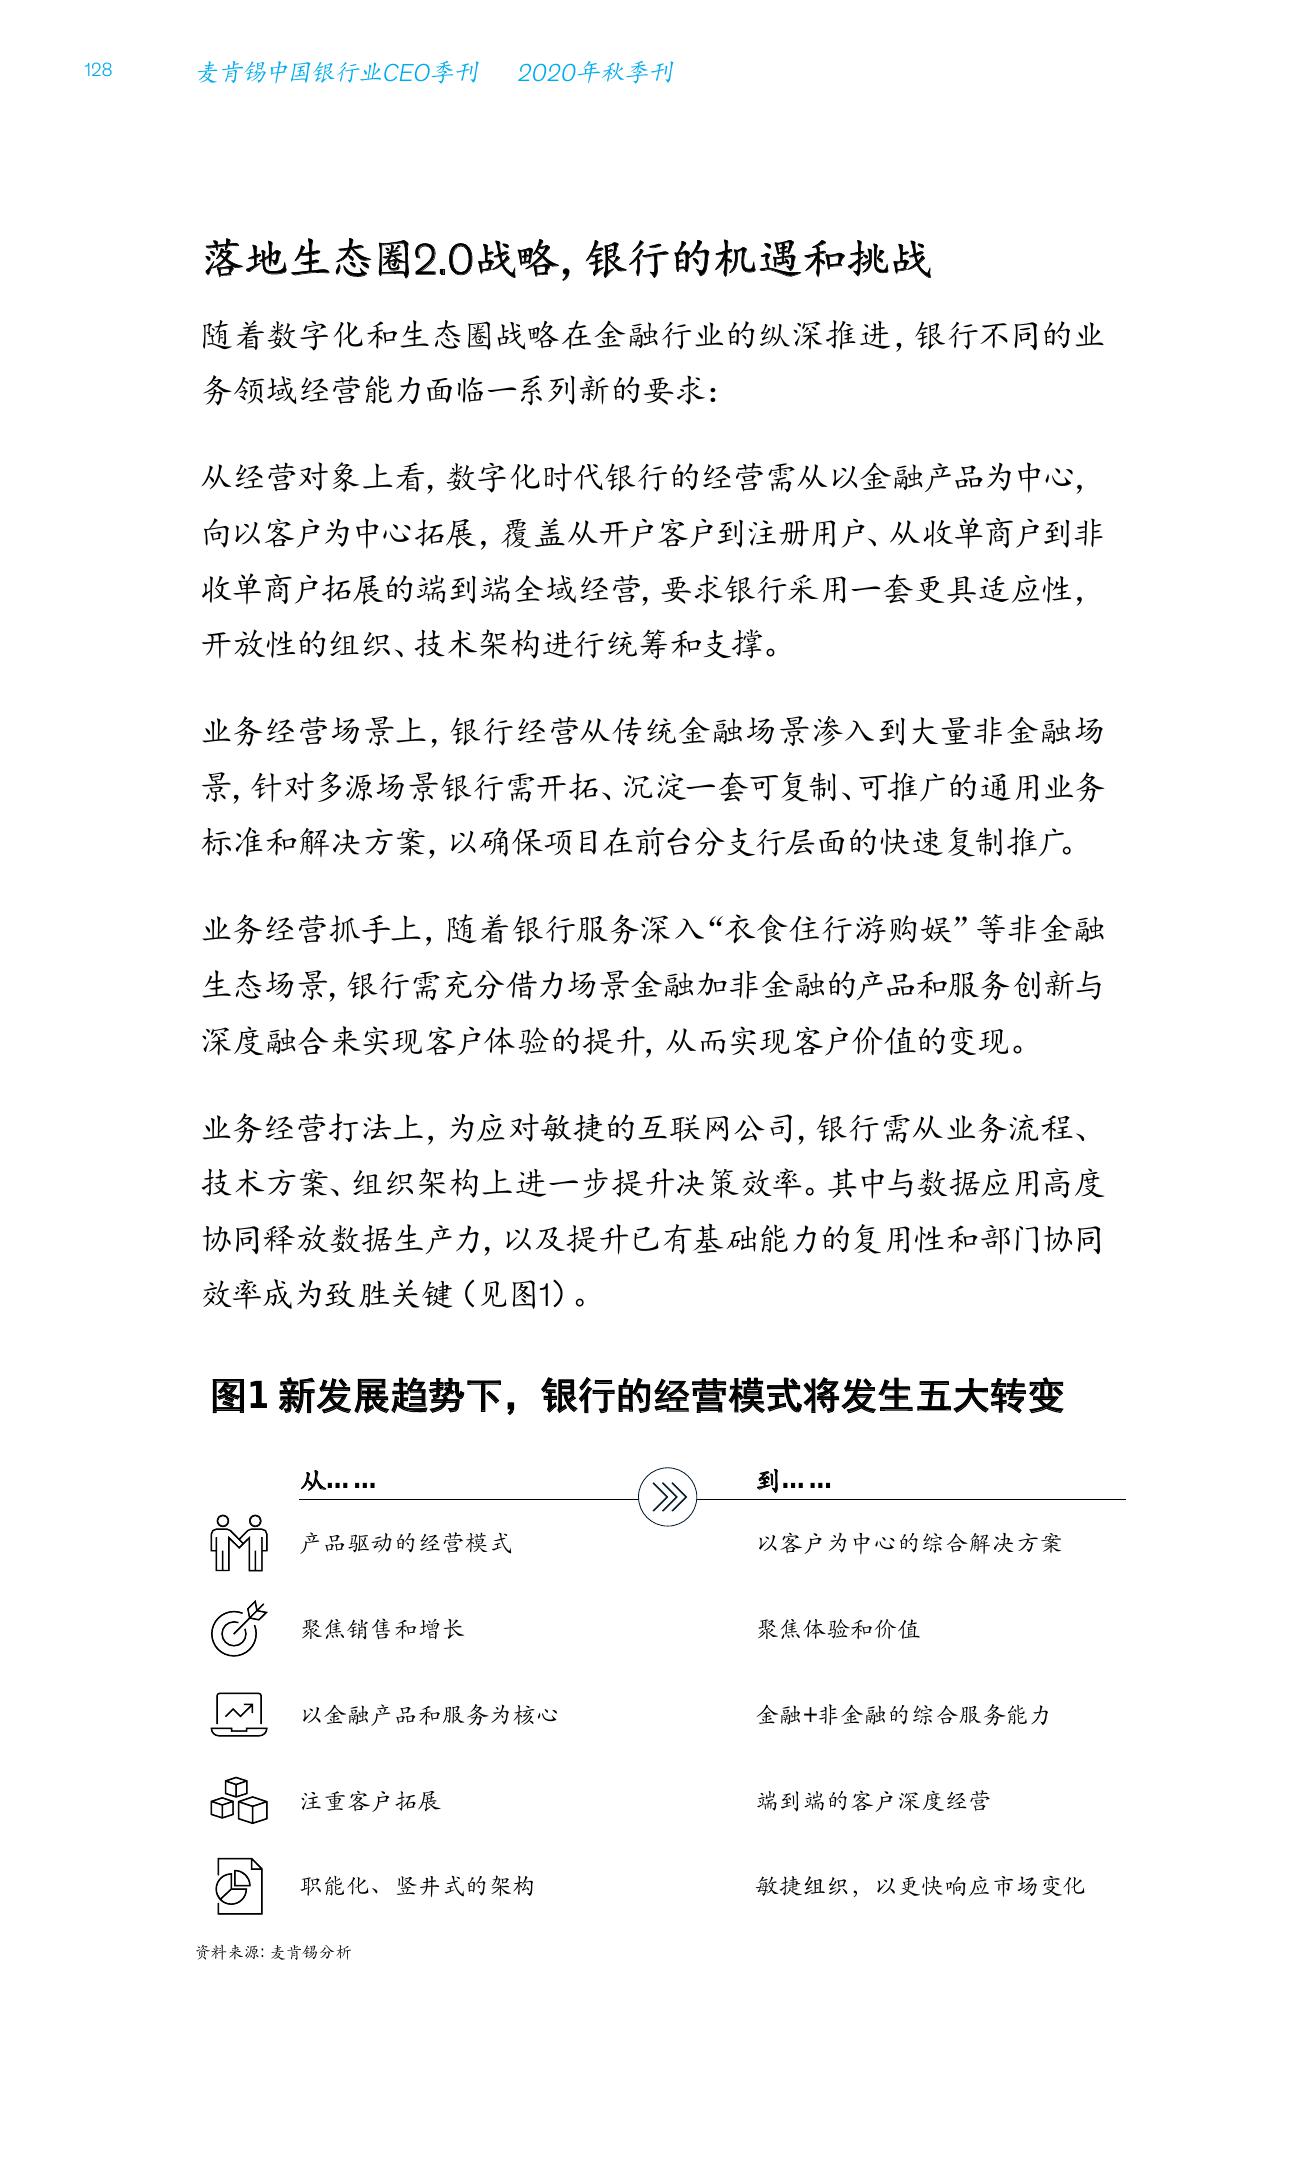 128
麦肯锡中国银行业CEO季刊 2020年秋季刊
落地生态圈2.0战略，银行的机遇和挑战
随着数字化和生态圈战略在金融行业的纵深推进，银行不同的业
务领域经营能力面临一系列新的要求：
从经营对象上看，数字化时代银行的经营需从以金融产品为中心，
向以客户为中心拓展，覆盖从开户客户到注册用户、从收单商户到非
收单商户拓展的端到端全域经营，要求银行采用一套更具适应性，
开放性的组织、技术架构进行统筹和支撑。
业务经营场景上，银行经营从传统金融场景渗入到大量非金融场
景，针对多源场景银行需开拓、沉淀一套可复制、可推广的通用业务
标准和解决方案，以确保项目在前台分支行层面的快速复制推广。
业务经营抓手上，随着银行服务深入“衣食住行游购娱”等非金融
生态场景，银行需充分借力场景金融加非金融的产品和服务创新与
深度融合来实现客户体验的提升，从而实现客户价值的变现。
业务经营打法上，为应对敏捷的互联网公司，银行需从业务流程、
技术方案、组织架构上进一步提升决策效率。其中与数据应用高度
协同释放数据生产力，以及提升已有基础能力的复用性和部门协同
效率成为致胜关键（见图1）。
图1 新发展趋势下，银行的经营模式将发生五大转变
从…… 到……
产品驱动的经营模式 以客户为中心的综合解决方案
聚焦销售和增长 聚焦体验和价值
以金融产品和服务为核心 金融+非金融的综合服务能力
注重客户拓展 端到端的客户深度经营
职能化、竖井式的架构 敏捷组织，以更快响应市场变化
资料来源：麦肯锡分析